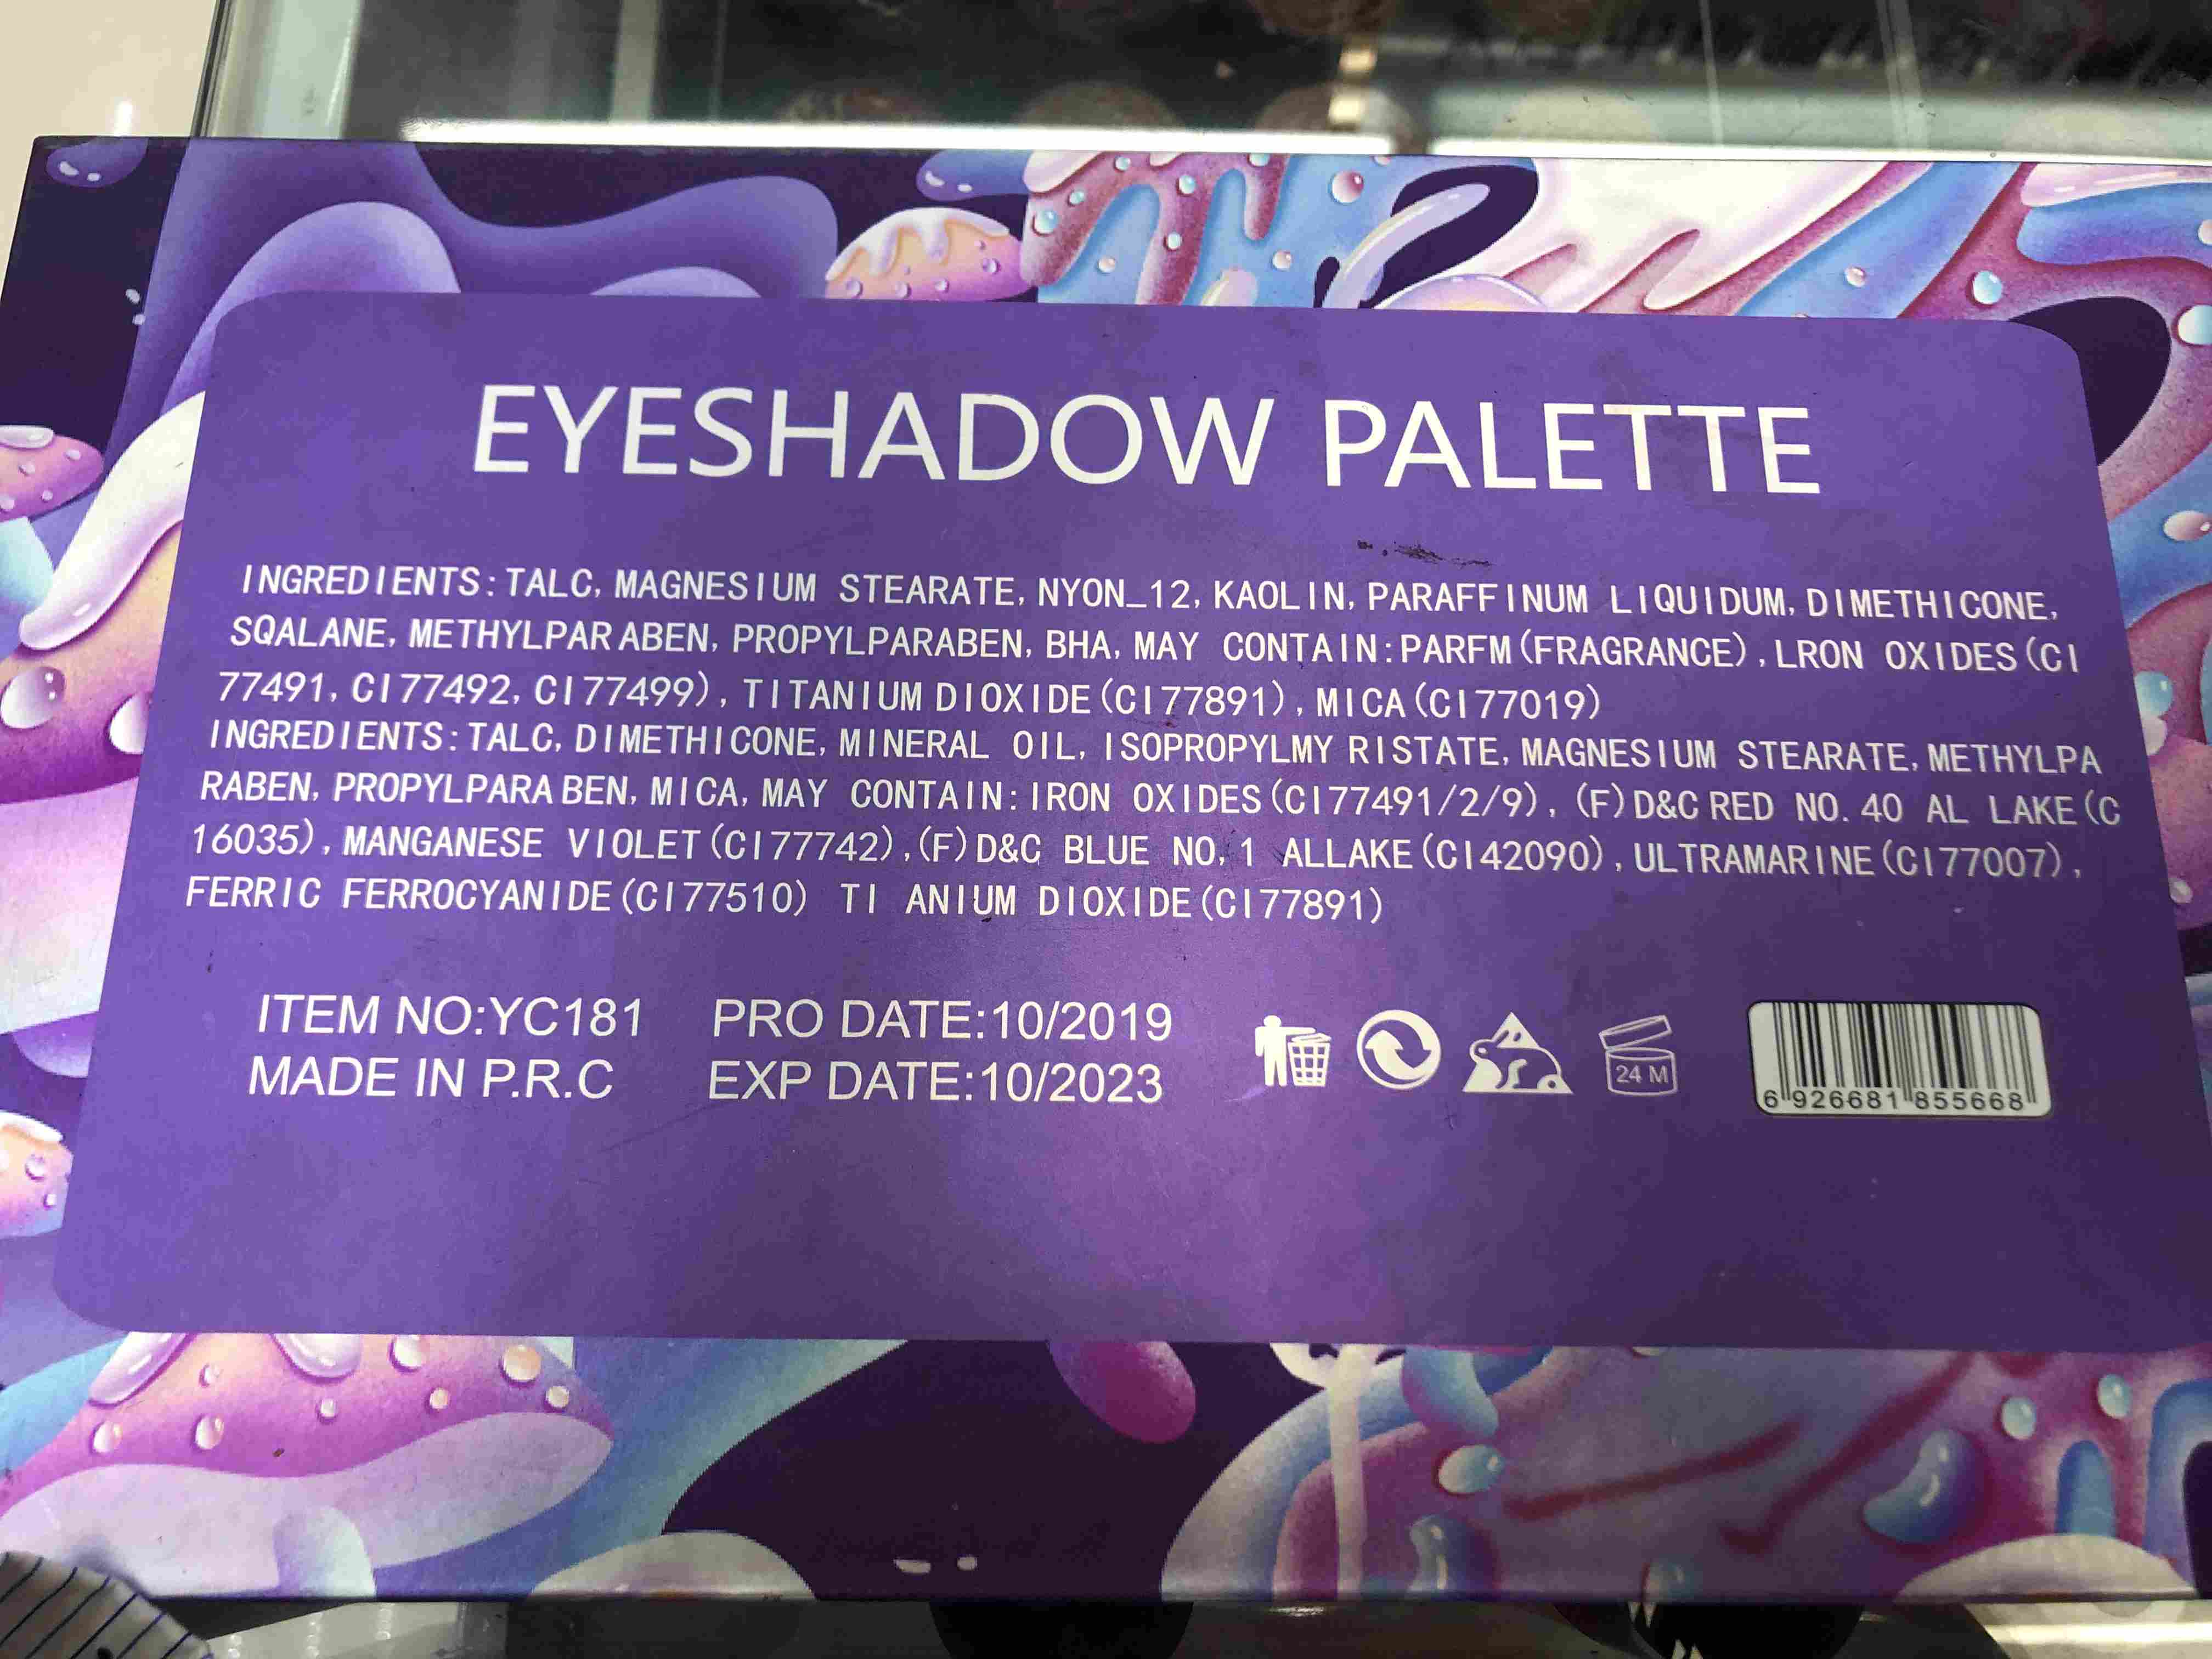 EYESHADOW PALETTE
INGREDIENTS:TALC, MAGNESIUM STEARATE, NYON_12, KAOLIN, PARAFFINUM LIQUIDUM, DIMETHICONE,
SQALANE, METHYLPAR ABEN, PROPYLPARABEN, BHA, MAY CONTAIN:PARFM(FRAGRANCE), LRON OXIDES(CI
77491, CI77492, CI77499), TITANIUM DIOXIDE(CI77891), MICA(CI77019)
INGREDIENTS:TALC, DIMETHICONE, MINERAL OIL, ISOPROPYLMY RISTATE, MAGNESIUM STEARATE, METHYLPA
RABEN, PROPYLPARA BEN, MICA, MAY CONTAIN:IRON OXIDES(CI77491/2/9), (F)D&C RED NO. 40 AL LAKE(C
16035), MANGANESE VIOLET(CI77742),(F)D&C BLUE NO, 1 ALLAKE(CI42090), ULTRAMARINE(CI77007),
FERRIC FERROCYANIDE(CI77510) TI ANIUM DIOXIDE(CI77891)
ITEM NO:YC181 PRO DATE:10/2019
MADE IN P.R.C EXP DATE:10/2023
24 M
6 926681 855668